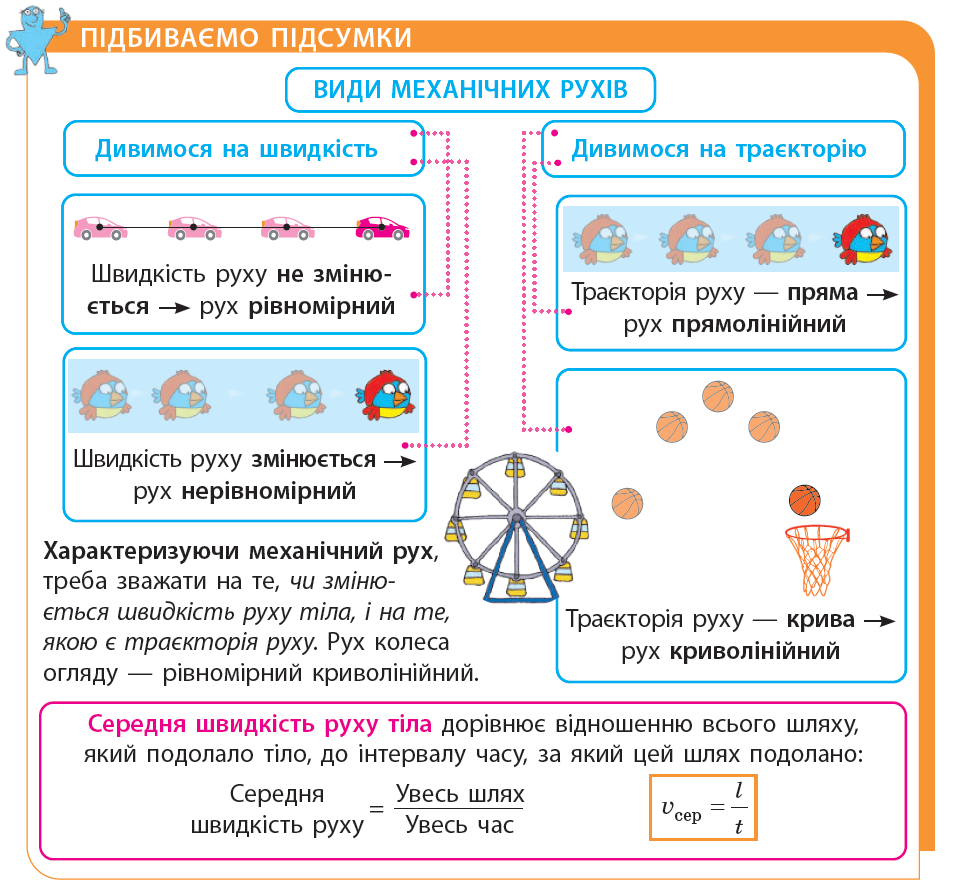 ПІДБИВАЄМО ПІДСУМКИ
ВИДИ МЕХАНІЧНИХ РУХІВ
Дивимося на швидкість
Швидкість руху не зміню-
ється → рух рівномірний
Швидкість руху змінюється →
рух нерівномірний
Дивимося на траєкторію
Траєкторія руху — пряма →
рух прямолінійний
Траєкторія руху — крива →
рух криволінійний
Характеризуючи механічний рух,
треба зважати на те, чи зміню-
ється швидкість руху тіла, і на те,
якою є траєкторія руху. Рух колеса
огляду — рівномірний криволінійний.
Середня швидкість руху тіла дорівнює відношенню всього шляху,
який подолало тіло, до інтервалу часу, за який цей шлях подолано:
Середня швидкість руху = Увесь шлях / Увесь час
v сер = l / t